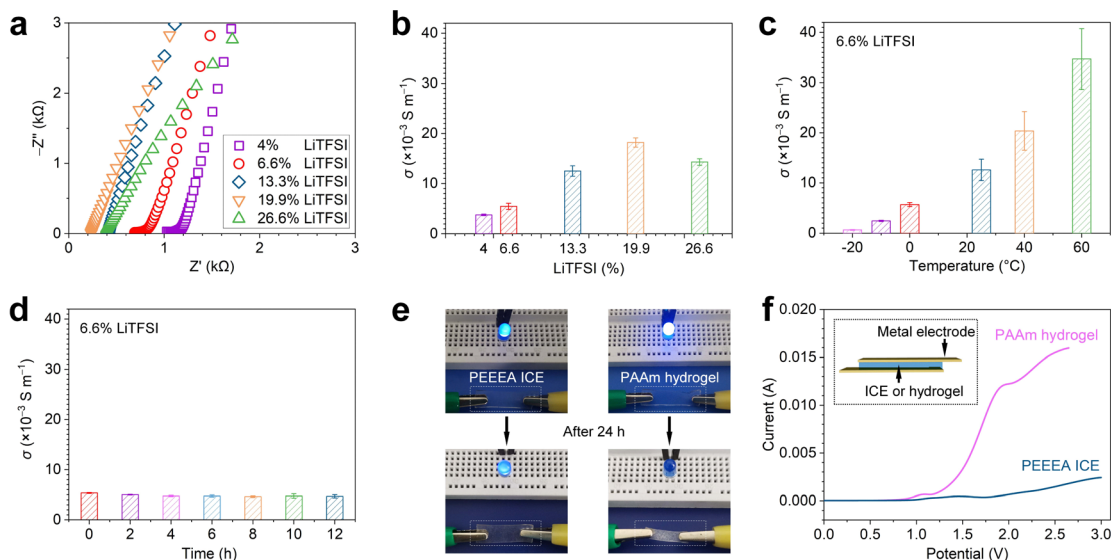 a
3
2
1
0
−Z'' (kΩ)
0
1
2
3
Z' (kΩ)
4% LiTFSI
6.6% LiTFSI
13.3% LiTFSI
19.9% LiTFSI
26.6% LiTFSI
b
40
30
20
10
0
σ (×10⁻³ S m⁻¹)
4
6.6
13.3
19.9
26.6
LiTFSI (%)
c
6.6% LiTFSI
40
30
20
10
0
σ (×10⁻³ S m⁻¹)
-20
0
20
40
60
Temperature (°C)
d
6.6% LiTFSI
40
30
20
10
0
σ (×10⁻³ S m⁻¹)
0
2
4
6
8
10
12
Time (h)
e
PEEEA ICE
PAAm hydrogel
After 24 h
f
0.020
0.015
0.010
0.005
0.000
Current (A)
Metal electrode
ICE or hydrogel
PAAm hydrogel
PEEEA ICE
0.0
0.5
1.0
1.5
2.0
2.5
3.0
Potential (V)